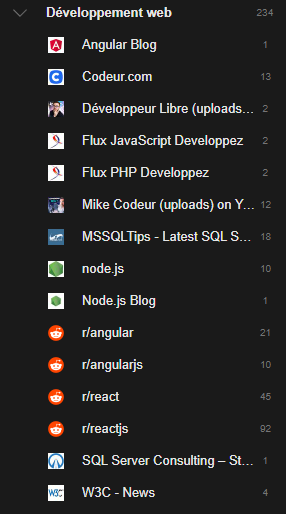 Développement web 234
Angular Blog 1
Codeur.com 13
Développeur Libre (uploads... 2
Flux JavaScript Developpez 2
Flux PHP Developpez 2
Mike Codeur (uploads) on Y... 12
MSSQLTips - Latest SQL S... 18
node.js 10
Node.js Blog 1
r/angular 21
r/angularjs 10
r/react 45
r/reactjs 92
SQL Server Consulting – St... 1
W3C - News 4